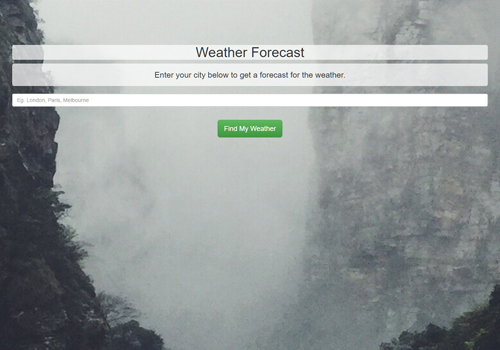 Weather Forecast
Enter your city below to get a forecast for the weather.
Eg. London, Paris, Melbourne
Find My Weather